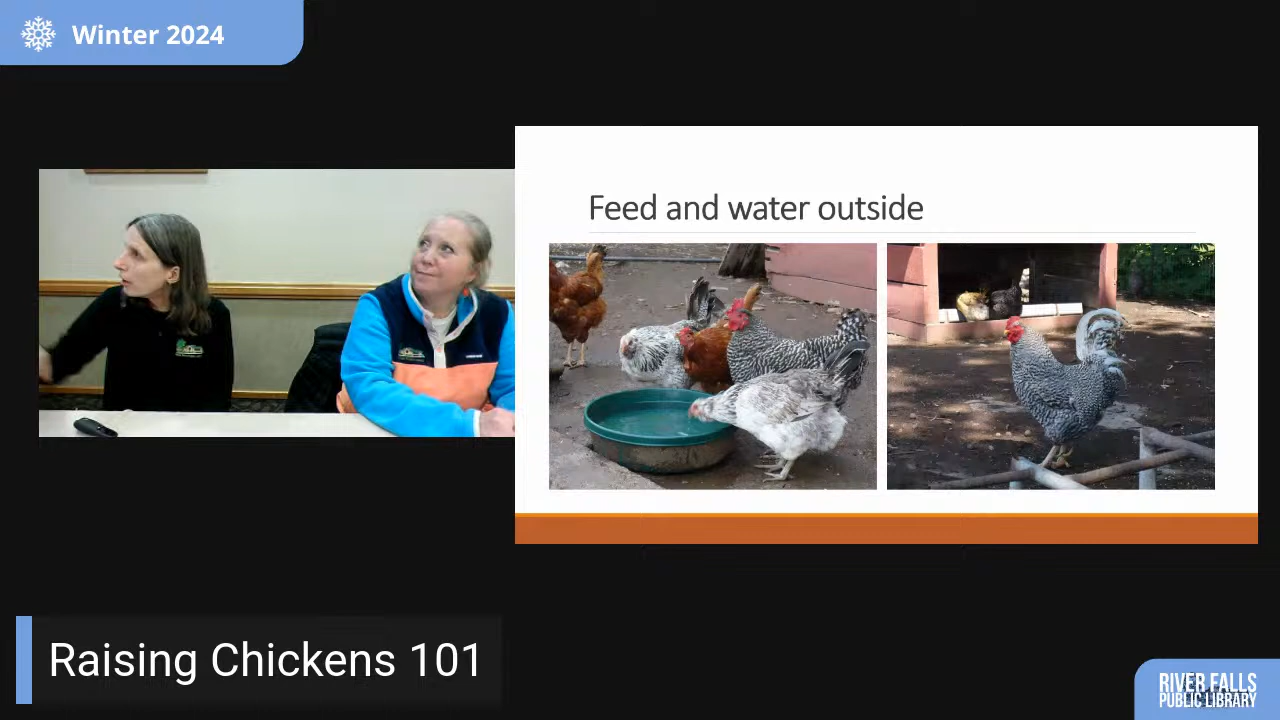 Winter 2024
Feed and water outside
Raising Chickens 101
RIVER FALLS
PUBLIC LIBRARY